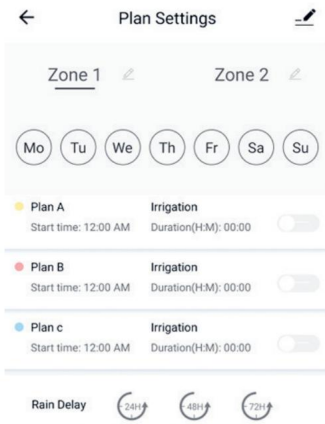 Plan Settings
Zone 1 Zone 2
Mo Tu We Th Fr Sa Su
Plan A Irrigation
Start time: 12:00 AM Duration(H:M): 00:00
Plan B Irrigation
Start time: 12:00 AM Duration(H:M): 00:00
Plan c Irrigation
Start time: 12:00 AM Duration(H:M): 00:00
Rain Delay 24H 48H 72H